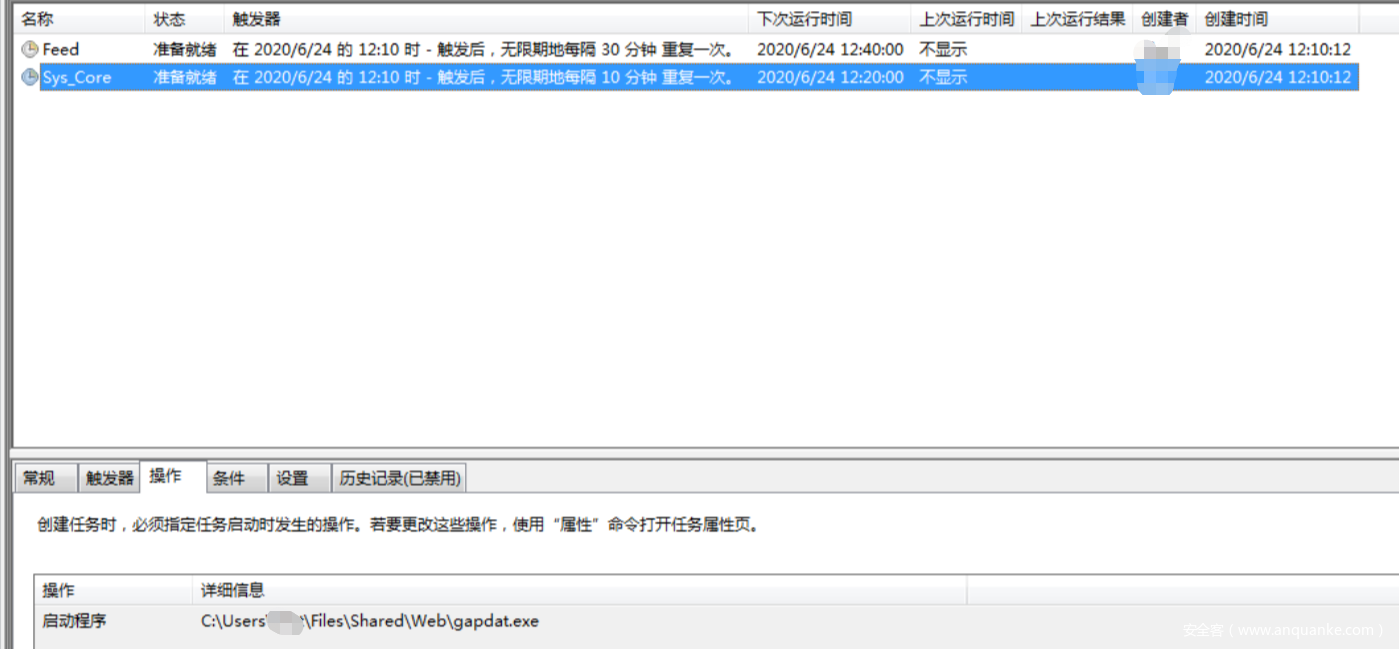 名称 状态 触发器 下次运行时间 上次运行时间 上次运行结果 创建者 创建时间
Feed 准备就绪 在 2020/6/24 的 12:10 时 - 触发后，无限期地每隔 30 分钟 重复一次。 2020/6/24 12:40:00 不显示 2020/6/24 12:10:12
Sys_Core 准备就绪 在 2020/6/24 的 12:10 时 - 触发后，无限期地每隔 10 分钟 重复一次。 2020/6/24 12:20:00 不显示 2020/6/24 12:10:12
常规 触发器 操作 条件 设置 历史记录(已禁用)
创建任务时，必须指定任务启动时发生的操作。若要更改这些操作，使用“属性”命令打开任务属性页。
操作 详细信息
启动程序 C:\Users\ \Files\Shared\Web\gapdat.exe
安全客（www.anquanke.com）